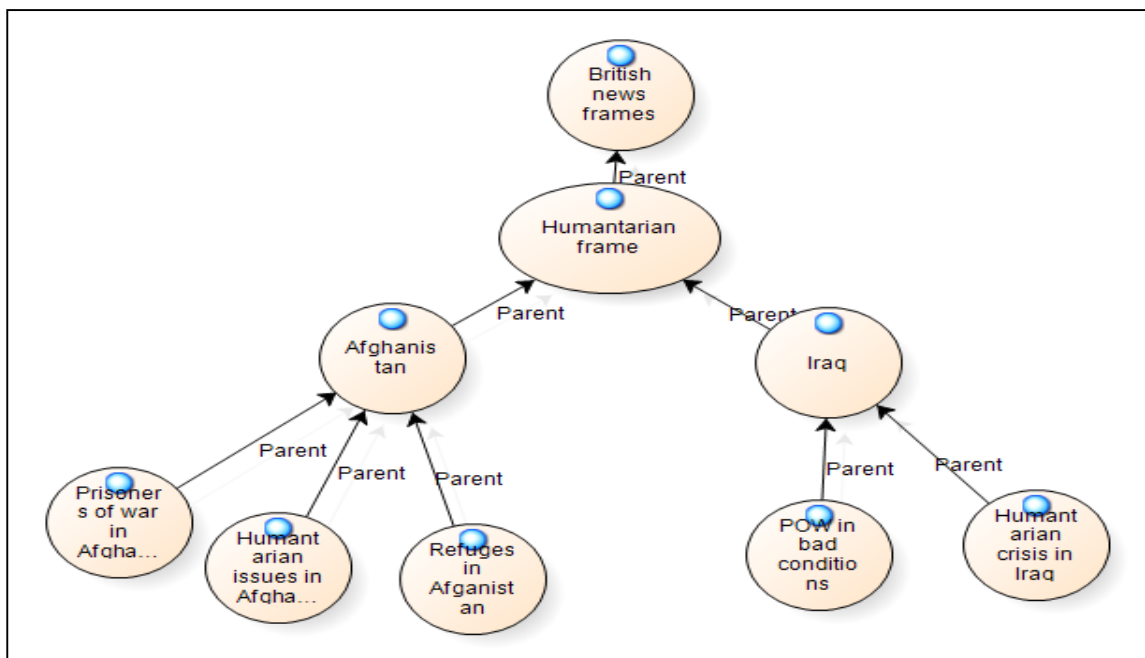 British
news
frames
Parent
Humantarian
frame
Parent
Parent
Afghanis
tan
Iraq
Parent
Parent
Parent
Parent
Parent
Prisoner
s of war
in
Afgha...
Humant
arian
issues in
Afgha...
Refuges
in
Afganist
an
POW in
bad
conditio
ns
Humant
arian
crisis in
Iraq